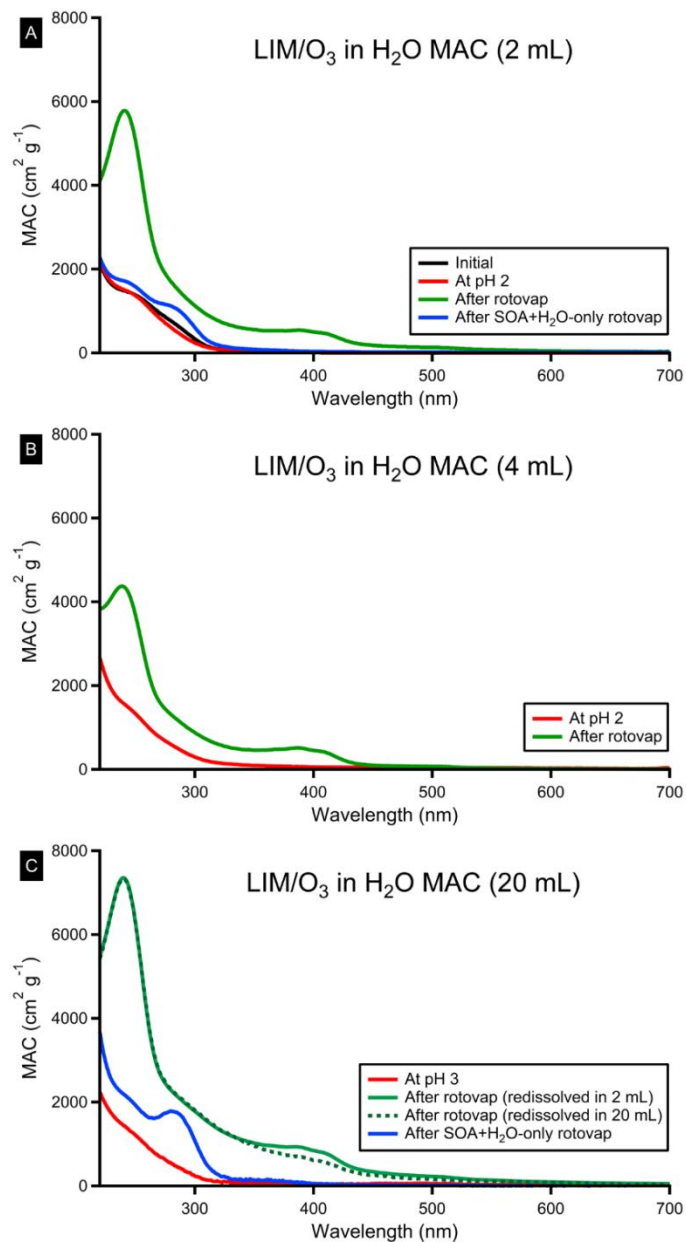 A
LIM/O₃ in H₂O MAC (2 mL)
8000
6000
4000
2000
0
MAC (cm² g⁻¹)
Initial
At pH 2
After rotovap
After SOA+H₂O-only rotovap
300
400
500
600
700
Wavelength (nm)
B
LIM/O₃ in H₂O MAC (4 mL)
8000
6000
4000
2000
0
MAC (cm² g⁻¹)
At pH 2
After rotovap
300
400
500
600
700
Wavelength (nm)
C
LIM/O₃ in H₂O MAC (20 mL)
8000
6000
4000
2000
0
MAC (cm² g⁻¹)
At pH 3
After rotovap (redissolved in 2 mL)
After rotovap (redissolved in 20 mL)
After SOA+H₂O-only rotovap
300
400
500
600
700
Wavelength (nm)